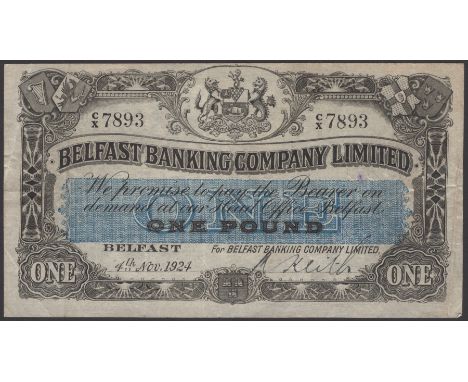 C/X 7893 C/X 7893
BELFAST BANKING COMPANY LIMITED.
We promise to pay the Bearer on
demand at our Head Office Belfast.
ONE
ONE POUND
BELFAST For BELFAST BANKING COMPANY LIMITED,
4th Nov. 1924
ONE ONE